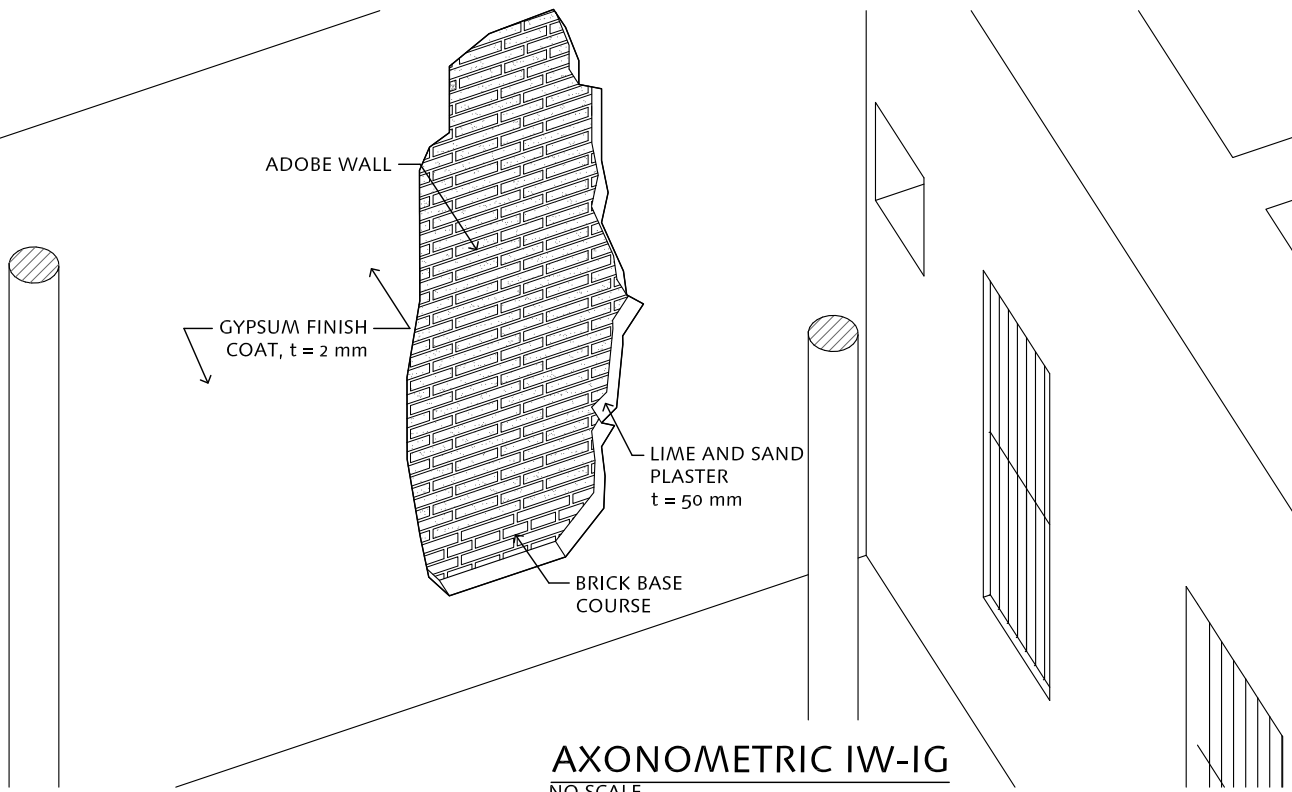 ADOBE WALL
GYPSUM FINISH
COAT, t = 2 mm
LIME AND SAND
PLASTER
t = 50 mm
BRICK BASE
COURSE
AXONOMETRIC IW-IG
NO SCALE